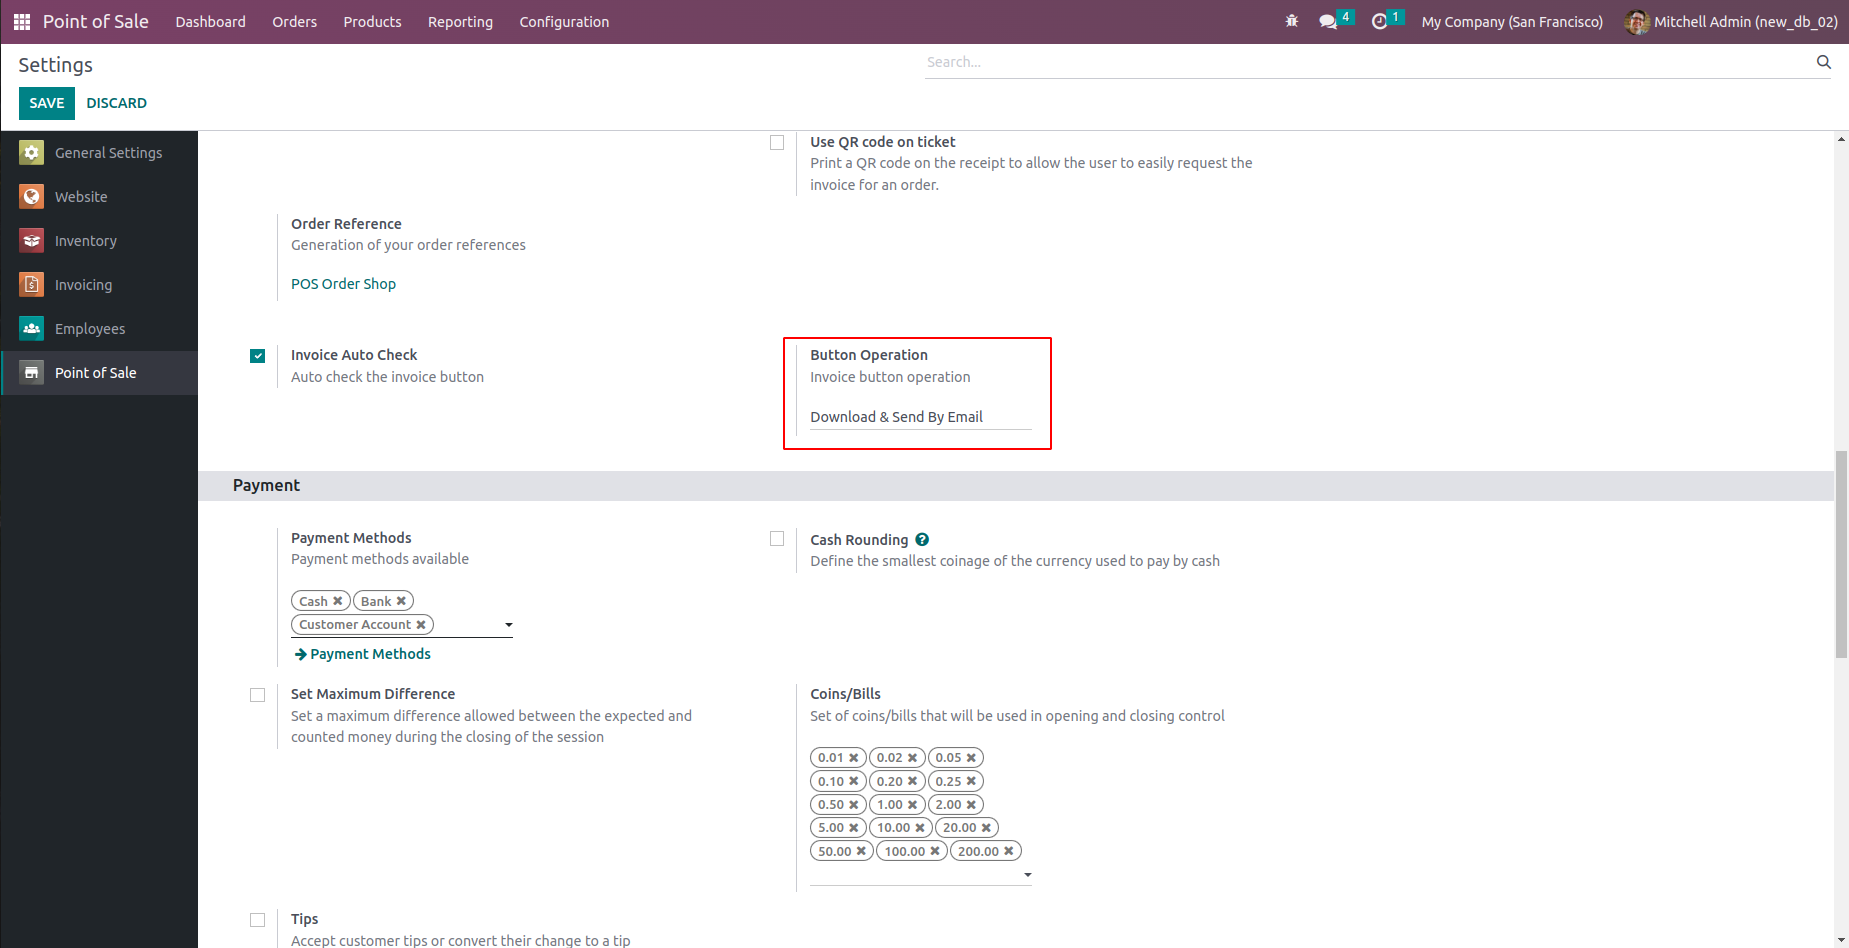 Point of Sale Dashboard Orders Products Reporting Configuration 4 1 My Company (San Francisco) Mitchell Admin (new_db_02)
Settings
Search...
SAVE DISCARD
General Settings
Website
Inventory
Invoicing
Employees
Point of Sale
Use QR code on ticket
Print a QR code on the receipt to allow the user to easily request the
invoice for an order.
Order Reference
Generation of your order references
POS Order Shop
Invoice Auto Check
Auto check the invoice button
Button Operation
Invoice button operation
Download & Send By Email
Payment
Payment Methods
Payment methods available
Cash ✖ Bank ✖
Customer Account ✖
Payment Methods
Cash Rounding ?
Define the smallest coinage of the currency used to pay by cash
Set Maximum Difference
Set a maximum difference allowed between the expected and
counted money during the closing of the session
Coins/Bills
Set of coins/bills that will be used in opening and closing control
0.01 ✖ 0.02 ✖ 0.05 ✖
0.10 ✖ 0.20 ✖ 0.25 ✖
0.50 ✖ 1.00 ✖ 2.00 ✖
5.00 ✖ 10.00 ✖ 20.00 ✖
50.00 ✖ 100.00 ✖ 200.00 ✖
Tips
Accept customer tips or convert their change to a tip